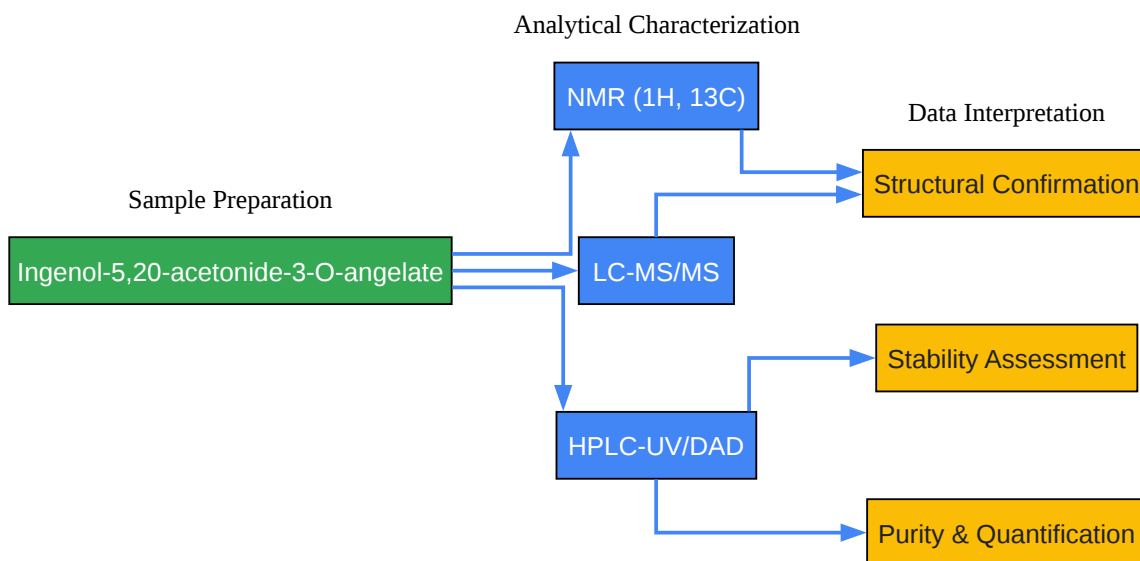 Analytical Characterization
NMR (1H, 13C)
Data Interpretation
Structural Confirmation
Sample Preparation
Ingenol-5,20-acetonide-3-O-angelate
LC-MS/MS
Stability Assessment
HPLC-UV/DAD
Purity & Quantification